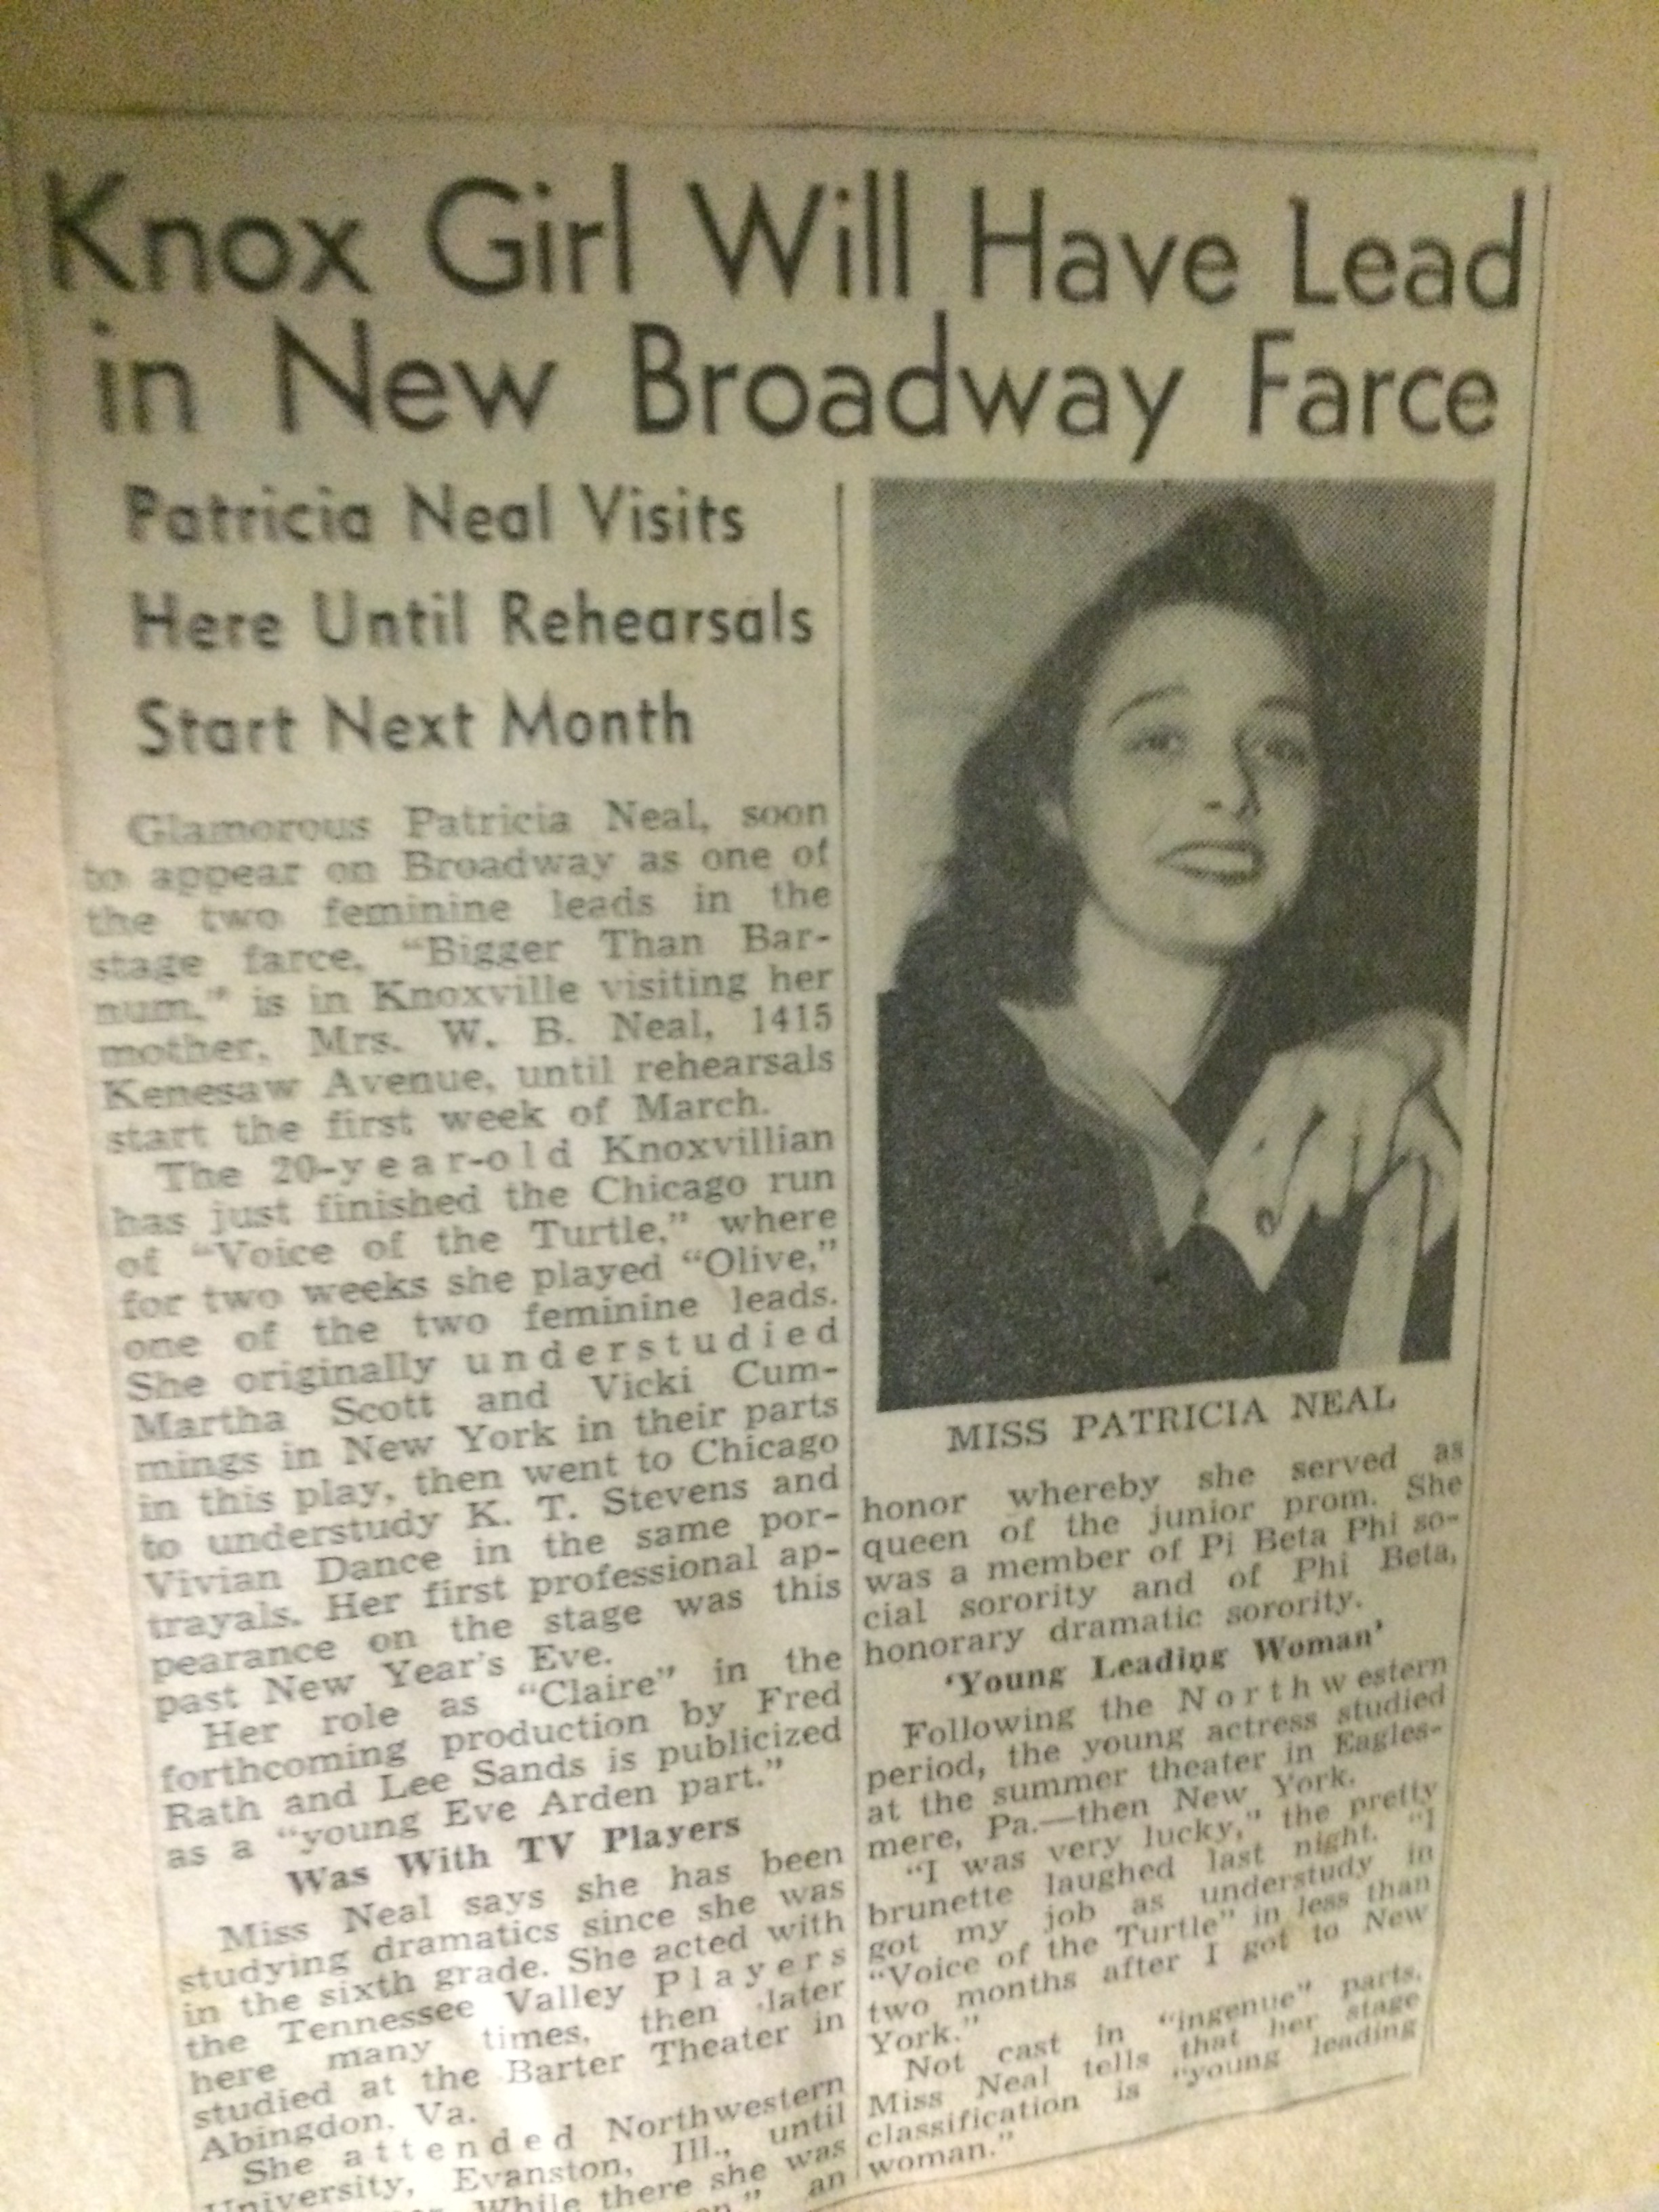 Knox Girl Will Have Lead
in New Broadway Farce
Patricia Neal Visits
Here Until Rehearsals
Start Next Month
Glamorous Patricia Neal, soon
to appear on Broadway as one of
the two feminine leads in the
stage farce, "Bigger Than Bar-
num," is in Knoxville visiting her
mother, Mrs. W. B. Neal, 1415
Kenesaw Avenue, until rehearsals
start the first week of March.
The 20-year-old Knoxvillian
has just finished the Chicago run
of "Voice of the Turtle," where
for two weeks she played "Olive,"
one of the two feminine leads.
She originally understudied
Martha Scott and Vicki Cum-
mings in New York in their parts
in this play, then went to Chicago
to understudy K. T. Stevens and
Vivian Dance in the same por-
trayals. Her first professional ap-
pearance on the stage was this
past New Year's Eve.
Her role as "Claire" in the
forthcoming production by Fred
Rath and Lee Sands is publicized
as a "young Eve Arden part."
Was With TV Players
Miss Neal says she has been
studying dramatics since she was
in the sixth grade. She acted with
the Tennessee Valley Players
here many times, then later
studied at the Barter Theater in
Abingdon, Va.
She attended Northwestern
University, Evanston, Ill., until
While there she was
an
MISS PATRICIA NEAL
honor whereby she served as
queen of the junior prom. She
was a member of Pi Beta Phi so-
cial sorority and of Phi Beta,
honorary dramatic sorority.
'Young Leading Woman'
Following the Northwestern
period, the young actress studied
at the summer theater in Eagles-
mere, Pa.—then New York.
"I was very lucky," the pretty
brunette laughed last night. "I
got my job as understudy in
"Voice of the Turtle" in less than
two months after I got to New
York."
Not cast in "ingenue" parts,
Miss Neal tells that her stage
classification is "young leading
woman."